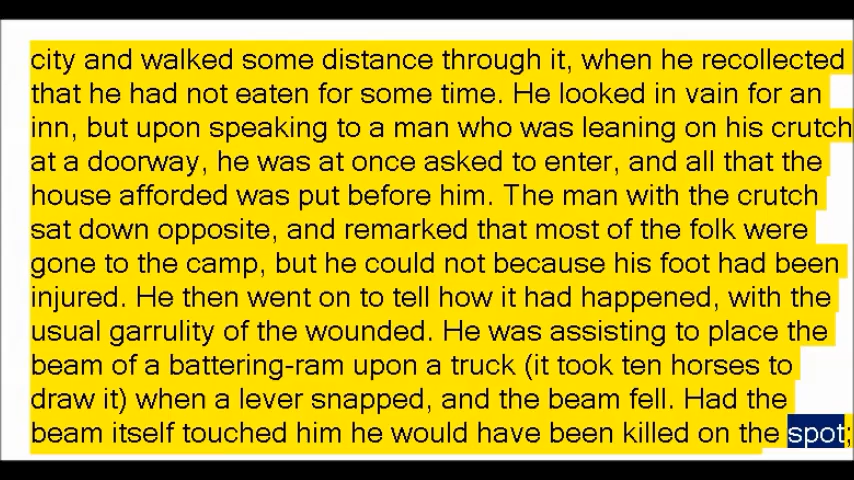 city and walked some distance through it, when he recollected
that he had not eaten for some time. He looked in vain for an
inn, but upon speaking to a man who was leaning on his crutch
at a doorway, he was at once asked to enter, and all that the
house afforded was put before him. The man with the crutch
sat down opposite, and remarked that most of the folk were
gone to the camp, but he could not because his foot had been
injured. He then went on to tell how it had happened, with the
usual garrulity of the wounded. He was assisting to place the
beam of a battering-ram upon a truck (it took ten horses to
draw it) when a lever snapped, and the beam fell. Had the
beam itself touched him he would have been killed on the spot;